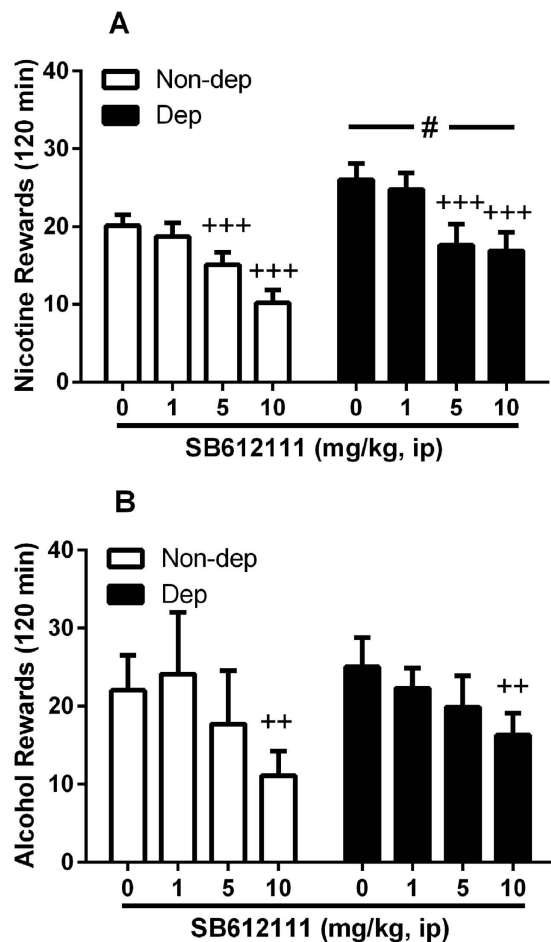 A
Nicotine Rewards (120 min)
40
30
20
10
0
Non-dep
Dep
+++
+++
#
+++
+++
0 1 5 10 0 1 5 10
SB612111 (mg/kg, ip)
B
Alcohol Rewards (120 min)
40
30
20
10
0
Non-dep
Dep
++
++
0 1 5 10 0 1 5 10
SB612111 (mg/kg, ip)